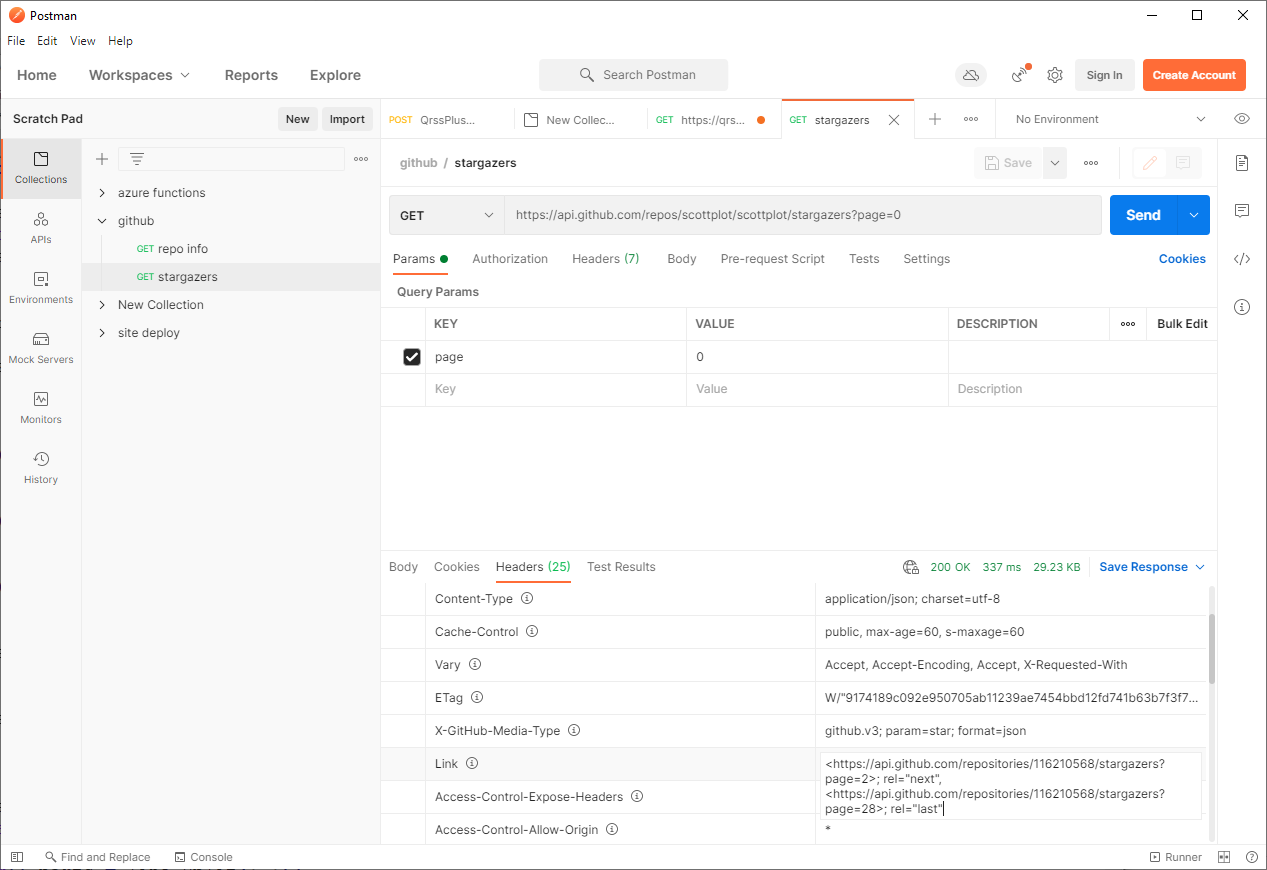 Postman
File Edit View Help
Home Workspaces Reports Explore Search Postman Sign In Create Account
Scratch Pad New Import
POST QrssPlus... New Collec... GET https://qrs... GET stargazers No Environment
Collections
APIs
Environments
Mock Servers
Monitors
History
azure functions
github
GET repo info
GET stargazers
New Collection
site deploy
github / stargazers Save
GET https://api.github.com/repos/scottplot/scottplot/stargazers?page=0 Send
Params Authorization Headers (7) Body Pre-request Script Tests Settings Cookies
Query Params
KEY VALUE DESCRIPTION Bulk Edit
page 0
Key Value Description
Body Cookies Headers (25) Test Results 200 OK 337 ms 29.23 KB Save Response
Content-Type application/json; charset=utf-8
Cache-Control public, max-age=60, s-maxage=60
Vary Accept, Accept-Encoding, Accept, X-Requested-With
ETag W/"9174189c092e950705ab11239ae7454bbd12fd741b63b7f3f7...
X-GitHub-Media-Type github.v3; param=star; format=json
Link <https://api.github.com/repositories/116210568/stargazers?
page=2>; rel="next",
<https://api.github.com/repositories/116210568/stargazers?
page=28>; rel="last"
Access-Control-Expose-Headers
Access-Control-Allow-Origin *
Find and Replace Console Runner